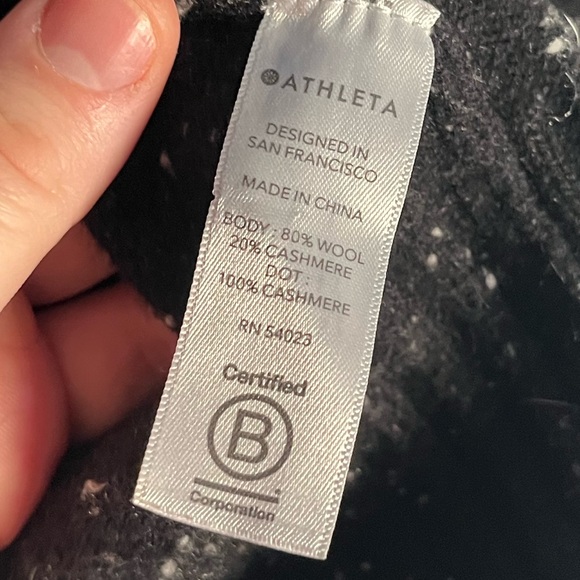 ATHLETA
DESIGNED IN
SAN FRANCISCO
MADE IN CHINA
BODY : 80% WOOL
20% CASHMERE
DOT :
100% CASHMERE
RN 54023
Certified
B
Corporation